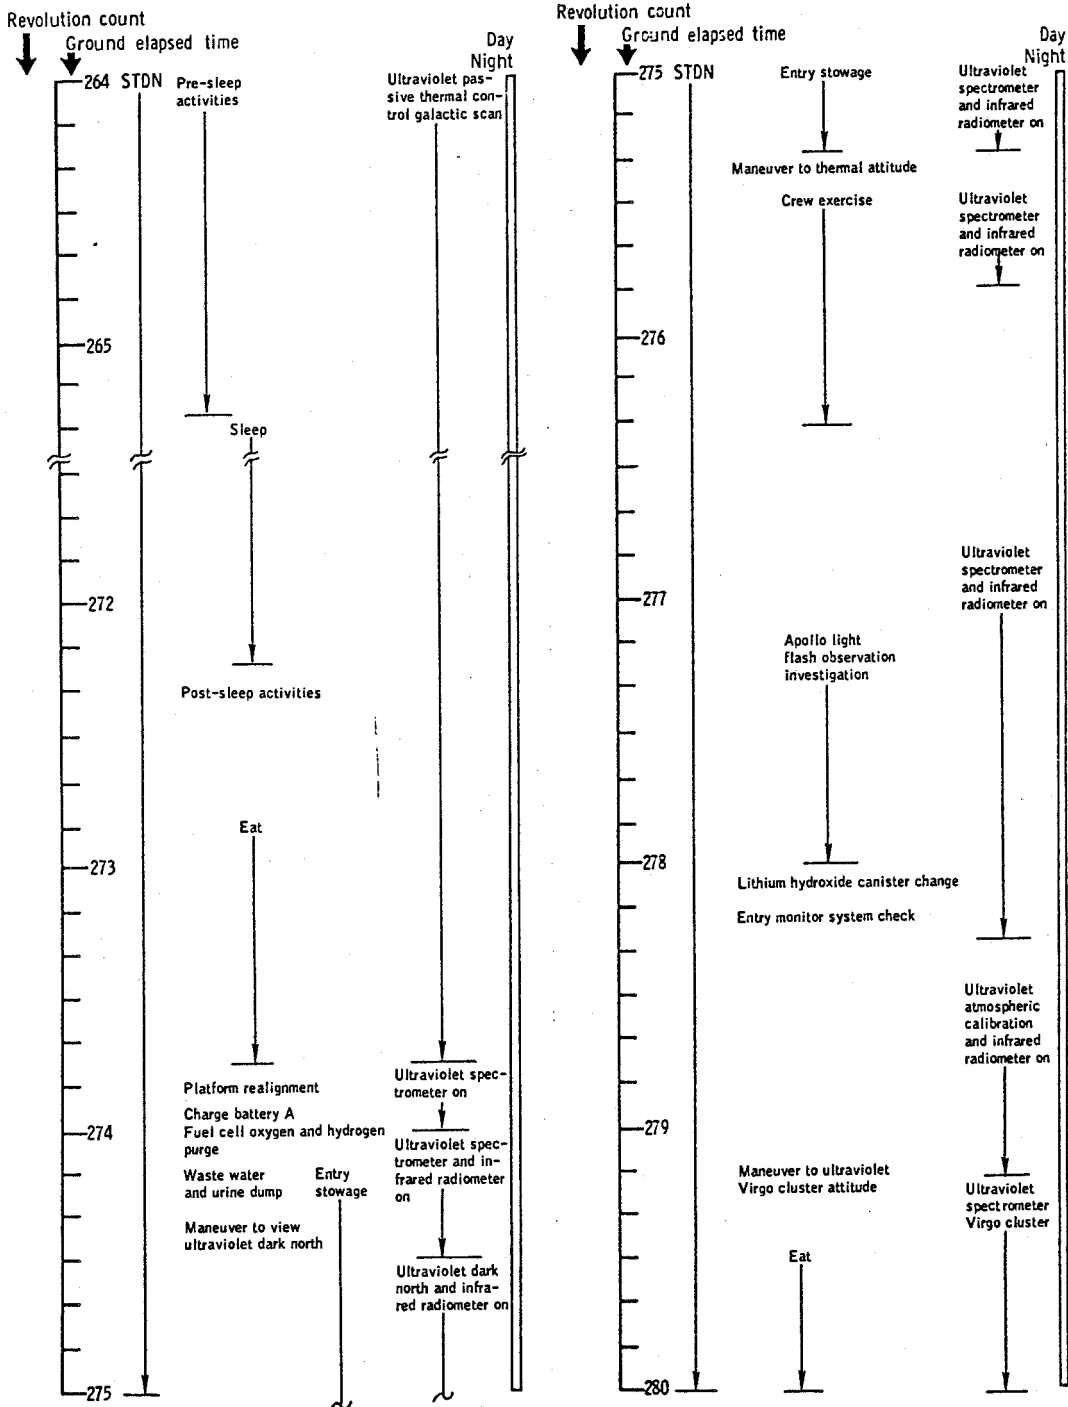 Revolution count
Ground elapsed time
Day
Night
264 STDN
Pre-sleep
activities
Ultraviolet pas-
sive thermal con-
trol galactic scan
265
Sleep
272
Post-sleep activities
Eat
273
Platform realignment
Charge battery A
Fuel cell oxygen and hydrogen
purge
Ultraviolet spec-
trometer on
274
Waste water
and urine dump
Entry
stowage
Ultraviolet spec-
trometer and in-
frared radiometer
on
Maneuver to view
ultraviolet dark north
Ultraviolet dark
north and infra-
red radiometer on
275
Revolution count
Ground elapsed time
Day
Night
275 STDN
Entry stowage
Ultraviolet
spectrometer
and infrared
radiometer on
Maneuver to thermal attitude
Crew exercise
Ultraviolet
spectrometer
and infrared
radiometer on
276
Ultraviolet
spectrometer
and infrared
radiometer on
277
Apollo light
flash observation
investigation
278
Lithium hydroxide canister change
Entry monitor system check
Ultraviolet
atmospheric
calibration
and infrared
radiometer on
279
Maneuver to ultraviolet
Virgo cluster attitude
Ultraviolet
spectrometer
Virgo cluster
Eat
280